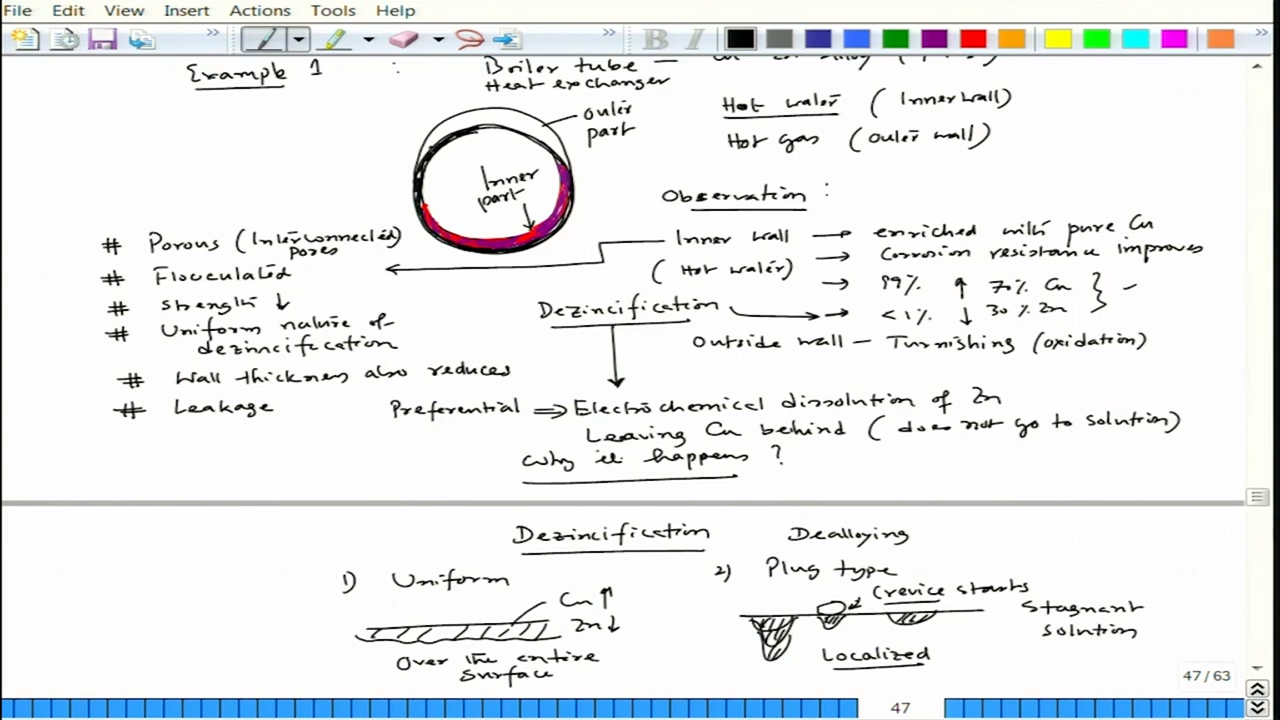 File Edit View Insert Actions Tools Help
Example 1 : Boiler tube —
Heat exchanger
outer part
Hot water (Inner wall)
Hot gas (Outer wall)
Inner part
Observation :
Inner wall → enriched with pure Cu
(Hot water) → Corrosion resistance improves
→ 99% ↑ 70% Cu } –
Dezincification → <1% ↓ 30% Zn
Outside wall — Turnishing (oxidation)
# Porous (Interconnected pores)
# Flocculated
# Strength ↓
# Uniform nature of
dezincification
# Wall thickness also reduces
# Leakage
Preferential ⇒ Electrochemical dissolution of Zn
Leaving Cu behind (does not go to solution)
Why it happens ?
Dezincification Dealloying
1) Uniform
Cu ↑
Zn ↓
Over the entire
surface
2) Plug type
Crevice starts
Stagnant
solution
Localized
47/63
47